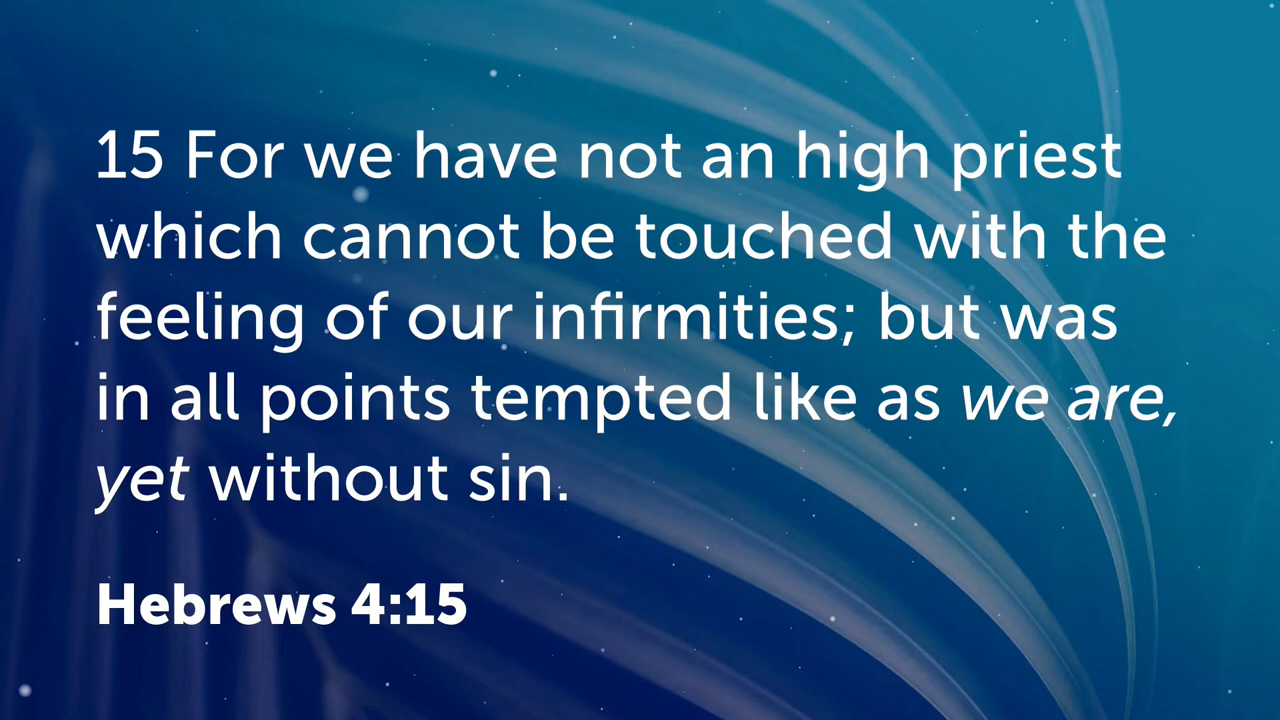 15 For we have not an high priest
which cannot be touched with the
feeling of our infirmities; but was
in all points tempted like as we are,
yet without sin.
Hebrews 4:15